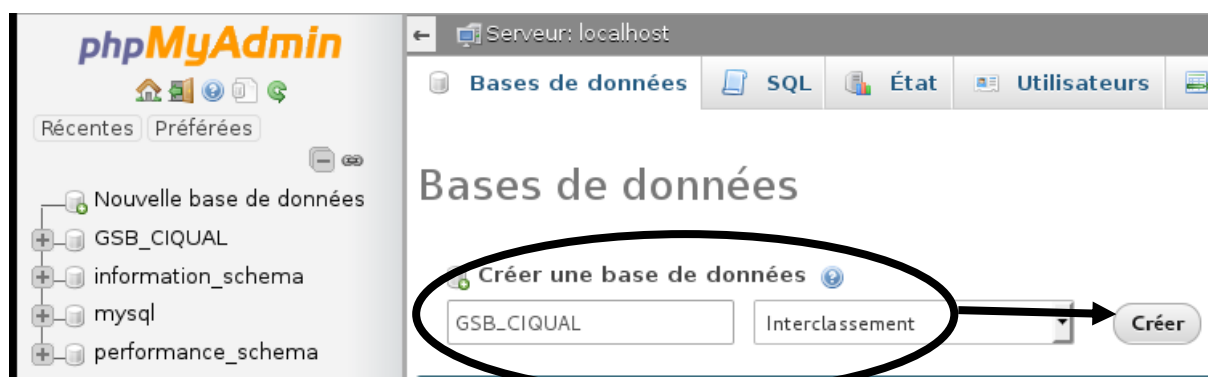 phpMyAdmin
Récentes Préférées
Nouvelle base de données
GSB_CIQUAL
information_schema
mysql
performance_schema
Serveur: localhost
Bases de données SQL État Utilisateurs
Bases de données
Créer une base de données
GSB_CIQUAL Interclassement Créer